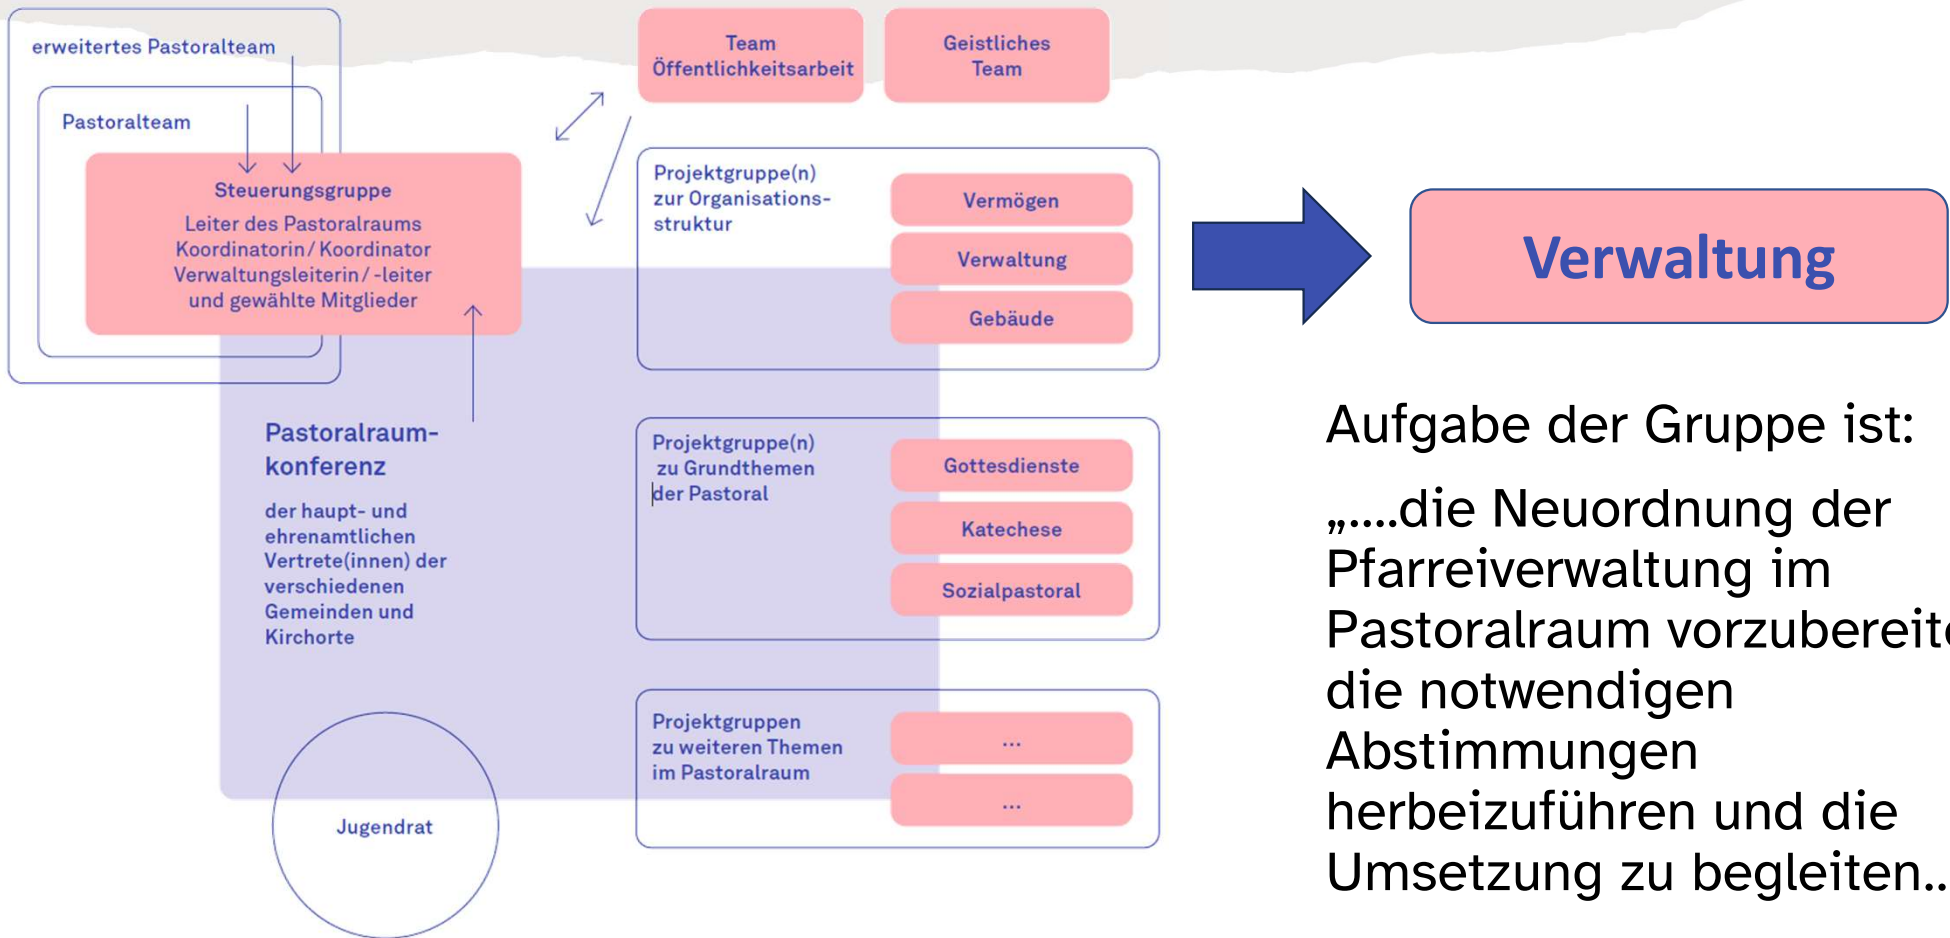 erweitertes Pastoralteam
Pastoralteam
Steuerungsgruppe
Leiter des Pastoralraums
Koordinatorin / Koordinator
Verwaltungsleiterin / -leiter
und gewählte Mitglieder
Pastoralraum-
konferenz
der haupt- und
ehrenamtlichen
Vertrete(innen) der
verschiedenen
Gemeinden und
Kirchorte
Jugendrat
Team
Öffentlichkeitsarbeit
Geistliches
Team
Projektgruppe(n)
zur Organisations-
struktur
Vermögen
Verwaltung
Gebäude
Projektgruppe(n)
zu Grundthemen
der Pastoral
Gottesdienste
Katechese
Sozialpastoral
Projektgruppen
zu weiteren Themen
im Pastoralraum
...
...
Verwaltung
Aufgabe der Gruppe ist:
„....die Neuordnung der
Pfarreiverwaltung im
Pastoralraum vorzubereite
die notwendigen
Abstimmungen
herbeizuführen und die
Umsetzung zu begleiten..